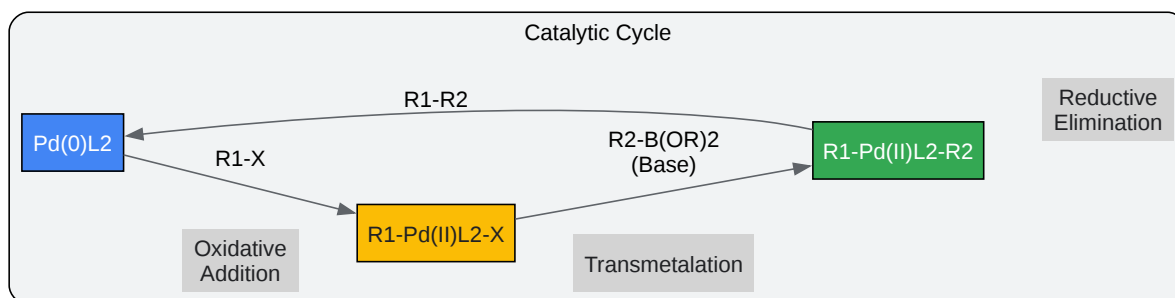 Catalytic Cycle
R1-R2
Reductive
Elimination
Pd(0)L2
R1-X
R2-B(OR)2
(Base)
R1-Pd(II)L2-R2
R1-Pd(II)L2-X
Oxidative
Addition
Transmetalation